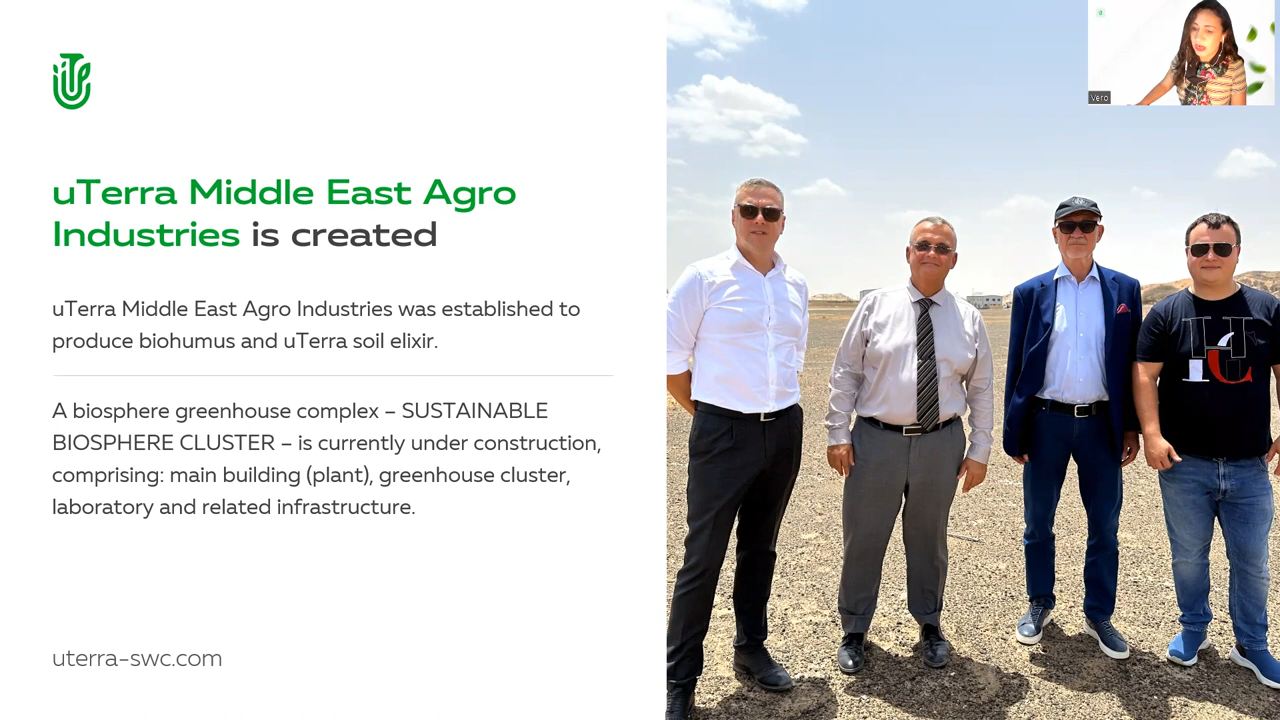 uTerra Middle East Agro
Industries is created
uTerra Middle East Agro Industries was established to
produce biohumus and uTerra soil elixir.
A biosphere greenhouse complex – SUSTAINABLE
BIOSPHERE CLUSTER – is currently under construction,
comprising: main building (plant), greenhouse cluster,
laboratory and related infrastructure.
uterra-swc.com
Vero